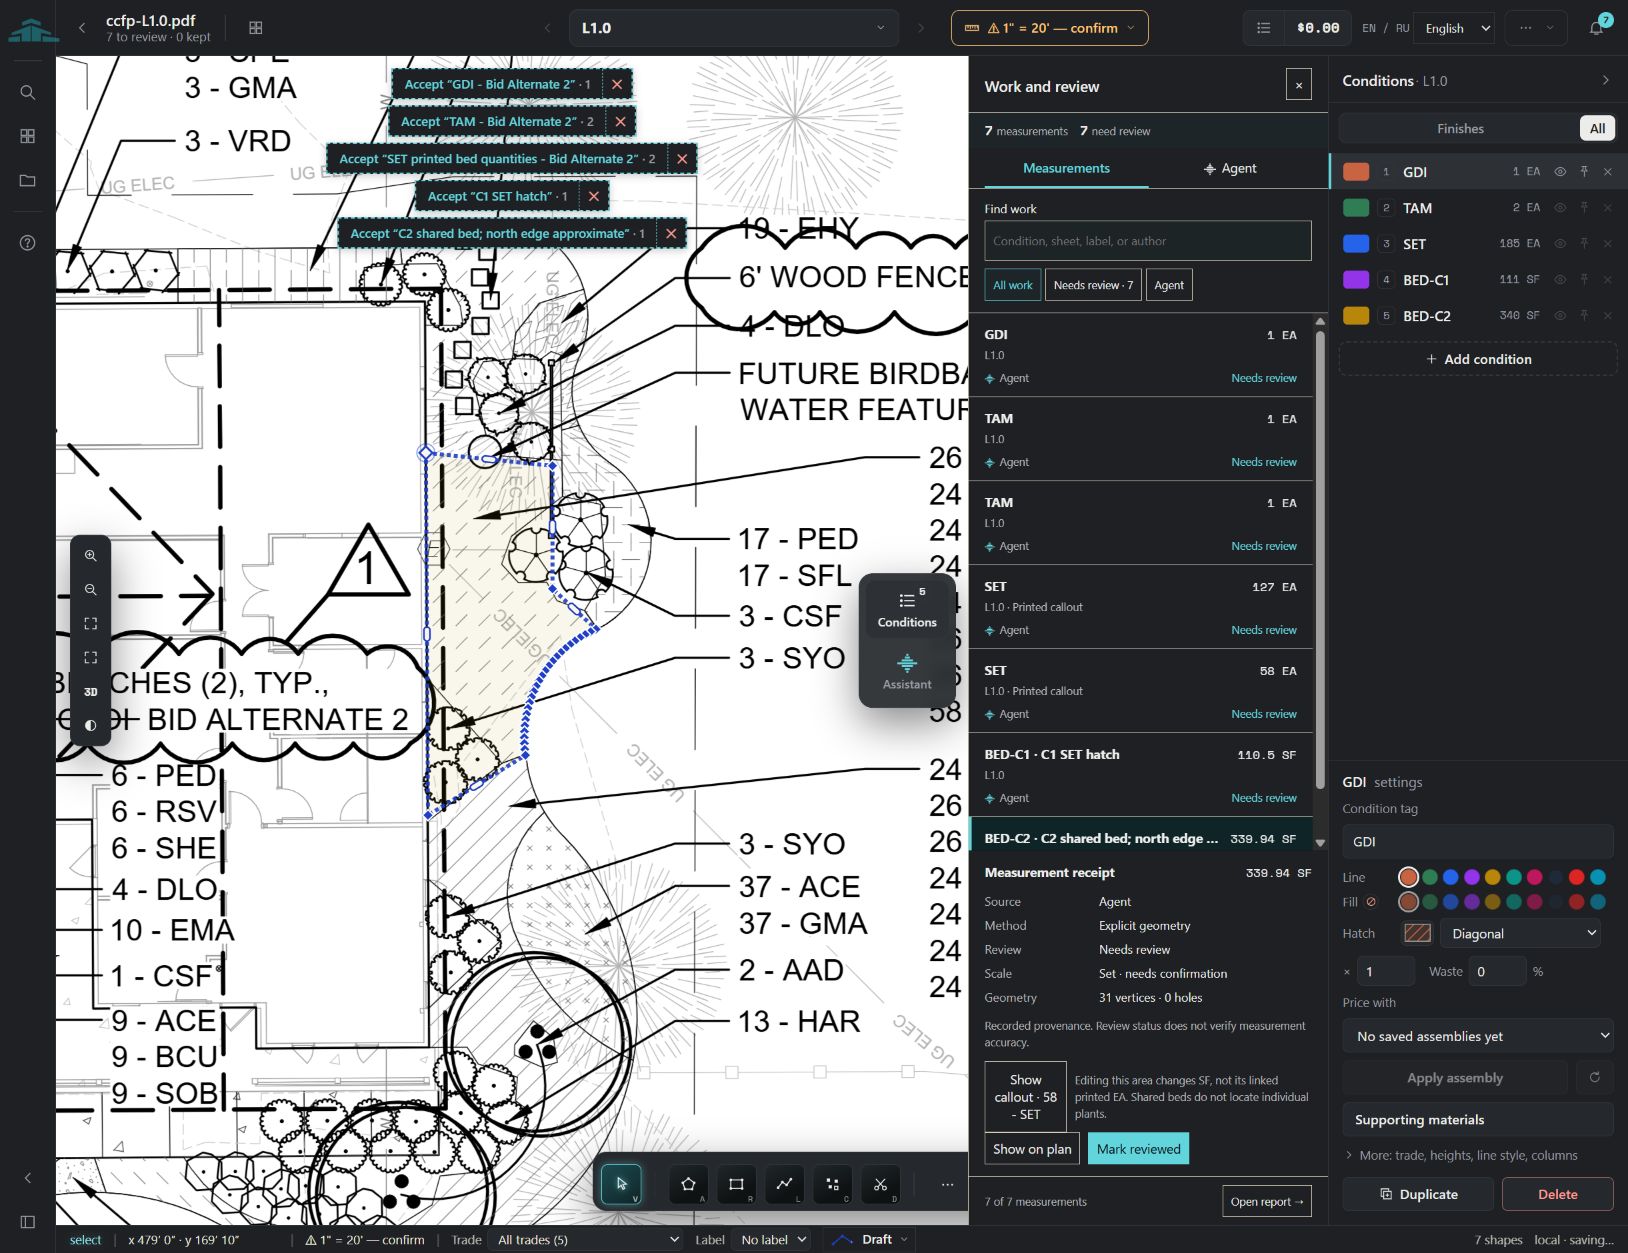 ccfp-L1.0.pdf
7 to review · 0 kept
L1.0
1" = 20' — confirm
$0.00
EN / RU
English
7
3 - GMA
3 - VRD
UG ELEC
Accept “GDI - Bid Alternate 2” · 1
Accept “TAM - Bid Alternate 2” · 2
Accept “SET printed bed quantities - Bid Alternate 2” · 2
Accept “C1 SET hatch” · 1
Accept “C2 shared bed; north edge approximate” · 1
19 - EHY
6' WOOD FENCE
4 - DLO
FUTURE BIRDBA
WATER FEATUR
UG ELEC
26
24
24
24
17 - PED
17 - SFL
3 - CSF
3 - SYO
58
1
UG ELEC
CHES (2), TYP.,
BID ALTERNATE 2
6 - PED
6 - RSV
6 - SHE
4 - DLO
10 - EMA
1 - CSF
9 - ACE
9 - BCU
9 - SOB
UG ELEC
24
26
26
24
24
24
24
3 - SYO
37 - ACE
37 - GMA
2 - AAD
13 - HAR
UG ELEC
3D
5
Conditions
Assistant
V
A
R
L
C
D
Work and review
7 measurements 7 need review
Measurements
Agent
Find work
Condition, sheet, label, or author
All work
Needs review · 7
Agent
GDI 1 EA
L1.0
Agent Needs review
TAM 1 EA
L1.0
Agent Needs review
TAM 1 EA
L1.0
Agent Needs review
SET 127 EA
L1.0 · Printed callout
Agent Needs review
SET 58 EA
L1.0 · Printed callout
Agent Needs review
BED-C1 · C1 SET hatch 110.5 SF
L1.0
Agent Needs review
BED-C2 · C2 shared bed; north edge ... 339.94 SF
Measurement receipt 339.94 SF
Source Agent
Method Explicit geometry
Review Needs review
Scale Set · needs confirmation
Geometry 31 vertices · 0 holes
Recorded provenance. Review status does not verify measurement
accuracy.
Show
callout · 58
- SET
Editing this area changes SF, not its linked
printed EA. Shared beds do not locate individual
plants.
Show on plan
Mark reviewed
7 of 7 measurements
Open report →
Conditions · L1.0
Finishes
All
1 GDI 1 EA
2 TAM 2 EA
3 SET 185 EA
4 BED-C1 111 SF
5 BED-C2 340 SF
+ Add condition
GDI settings
Condition tag
GDI
Line
Fill
Hatch
Diagonal
× 1 Waste 0 %
Price with
No saved assemblies yet
Apply assembly
Supporting materials
More: trade, heights, line style, columns
Duplicate
Delete
select
x 479' 0" · y 169' 10"
1" = 20' — confirm
Trade
All trades (5)
Label
No label
Draft
7 shapes
local · saving...